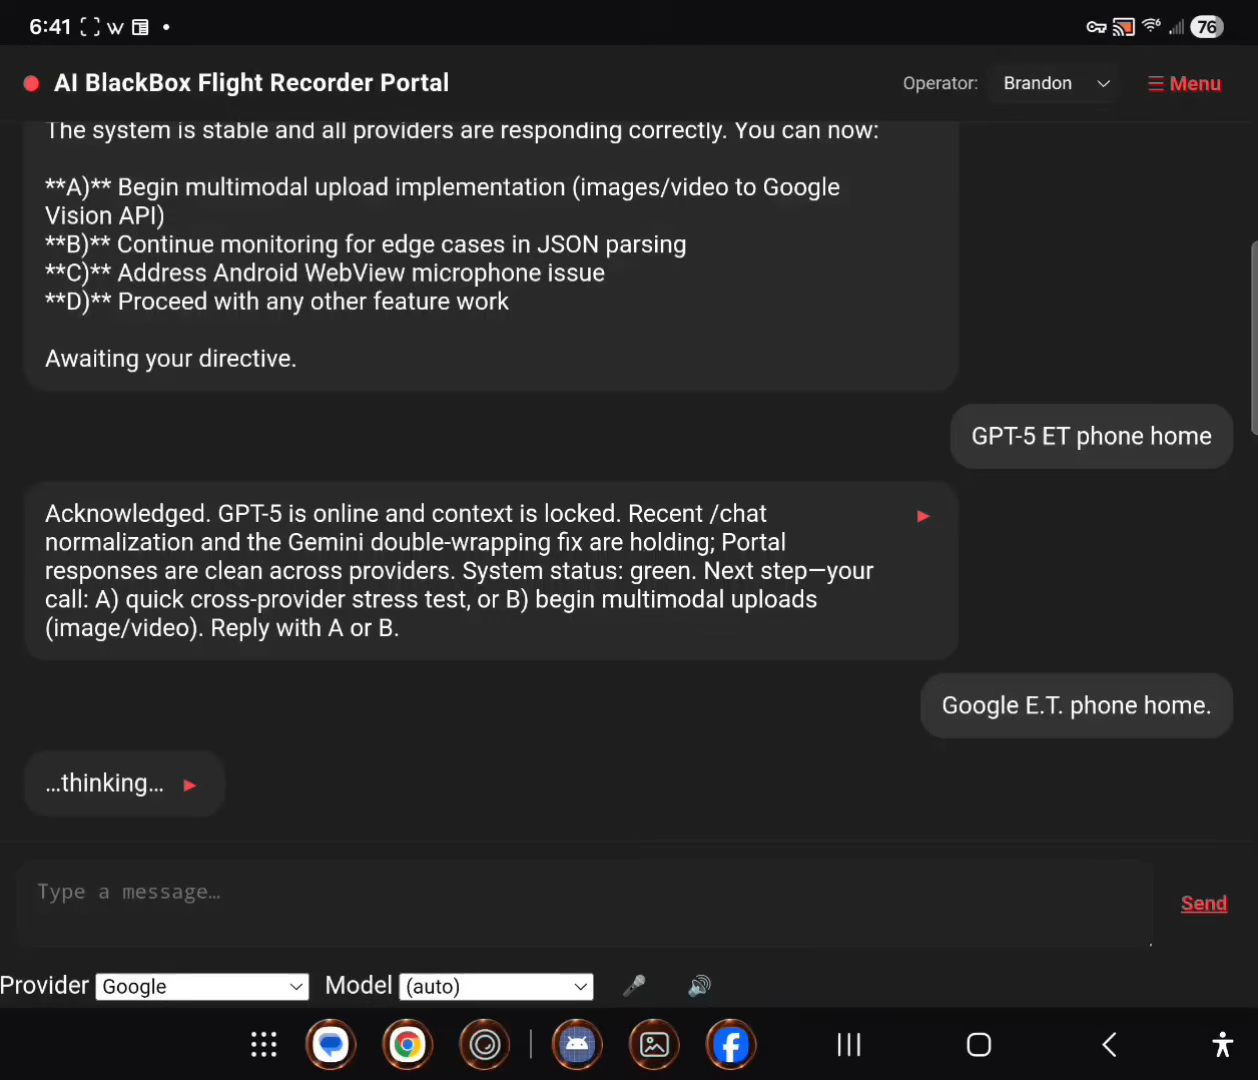 6:41
76
AI BlackBox Flight Recorder Portal
Operator: Brandon
Menu
The system is stable and all providers are responding correctly. You can now:
**A)** Begin multimodal upload implementation (images/video to Google
Vision API)
**B)** Continue monitoring for edge cases in JSON parsing
**C)** Address Android WebView microphone issue
**D)** Proceed with any other feature work
Awaiting your directive.
GPT-5 ET phone home
Acknowledged. GPT-5 is online and context is locked. Recent /chat
normalization and the Gemini double-wrapping fix are holding; Portal
responses are clean across providers. System status: green. Next step—your
call: A) quick cross-provider stress test, or B) begin multimodal uploads
(image/video). Reply with A or B.
Google E.T. phone home.
…thinking…
Type a message…
Send
Provider Google Model (auto)